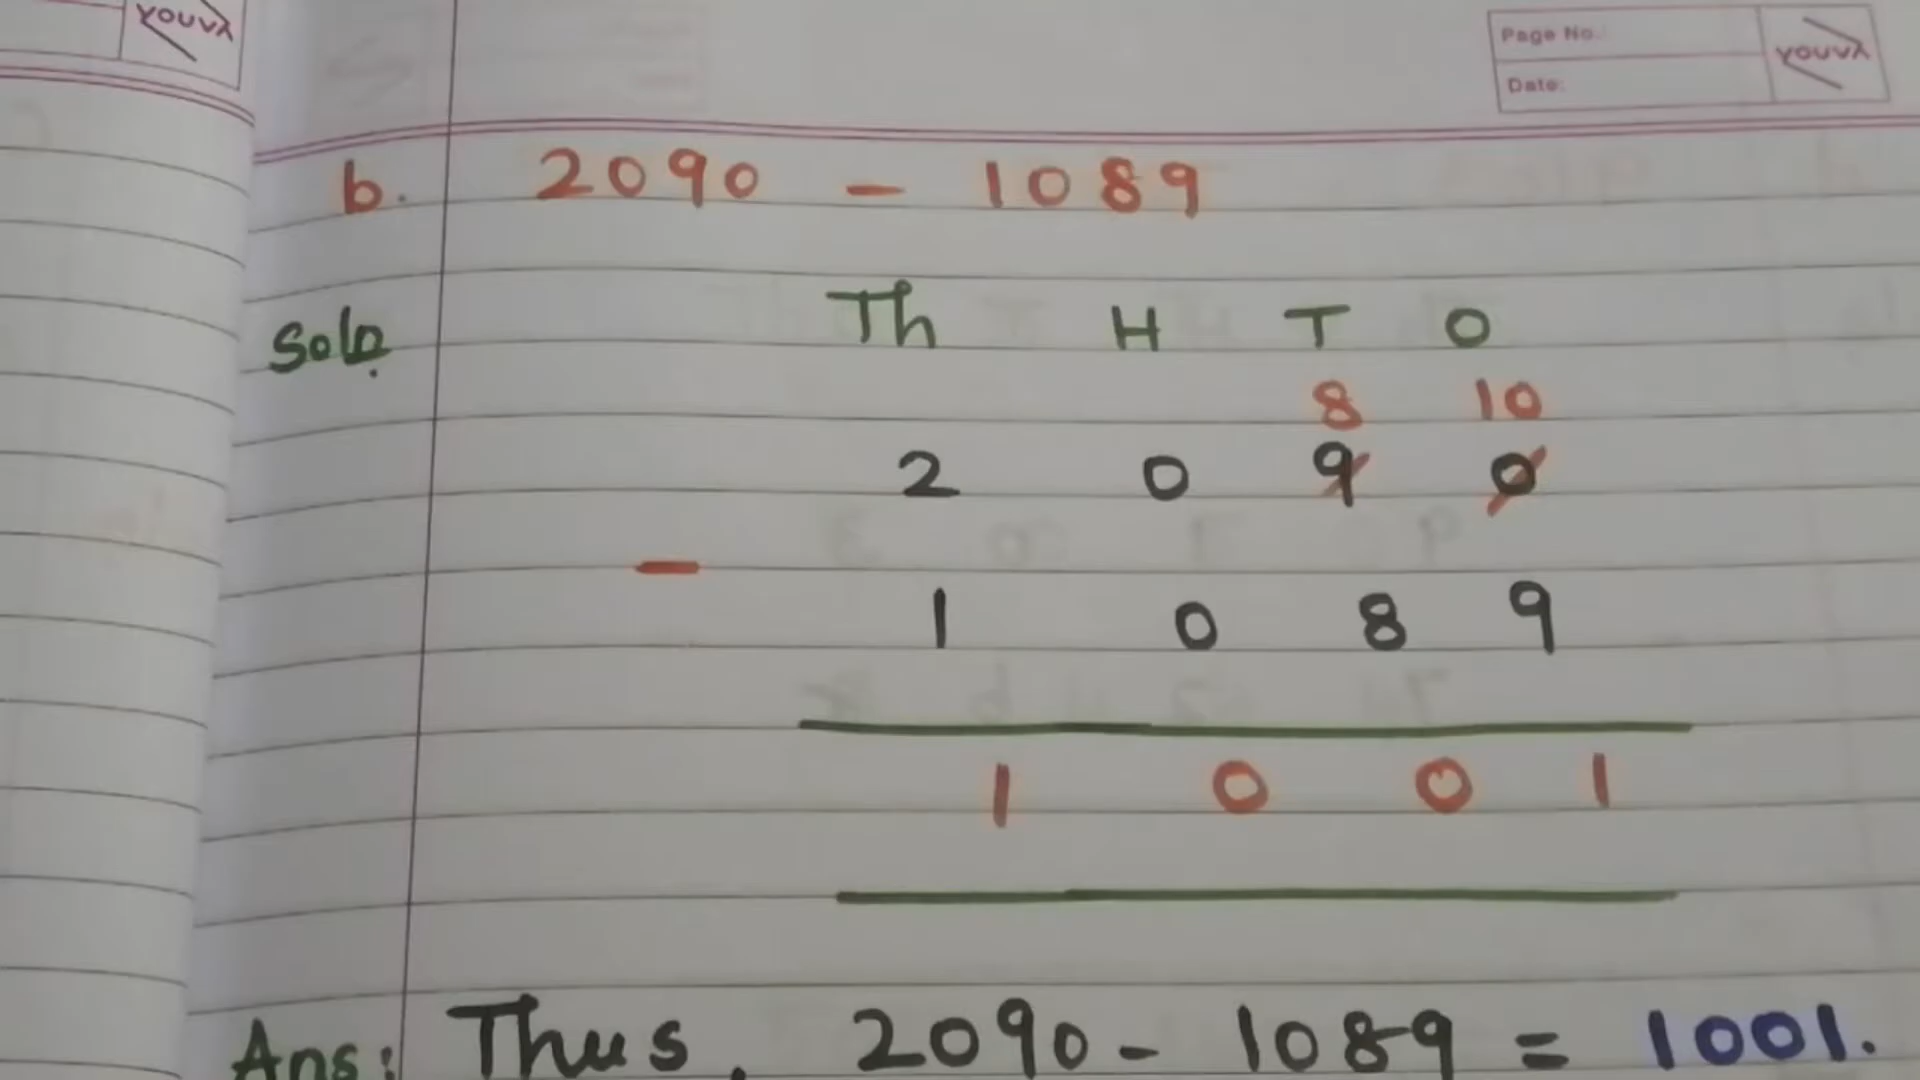 YOUVA
Page No.:
Date:
YOUVA
b. 2090 - 1089
Soln.
Th H T O
8 10
2 0 9 0
-
1 0 8 9
1 0 0 1
Ans: Thus, 2090 - 1089 = 1001.